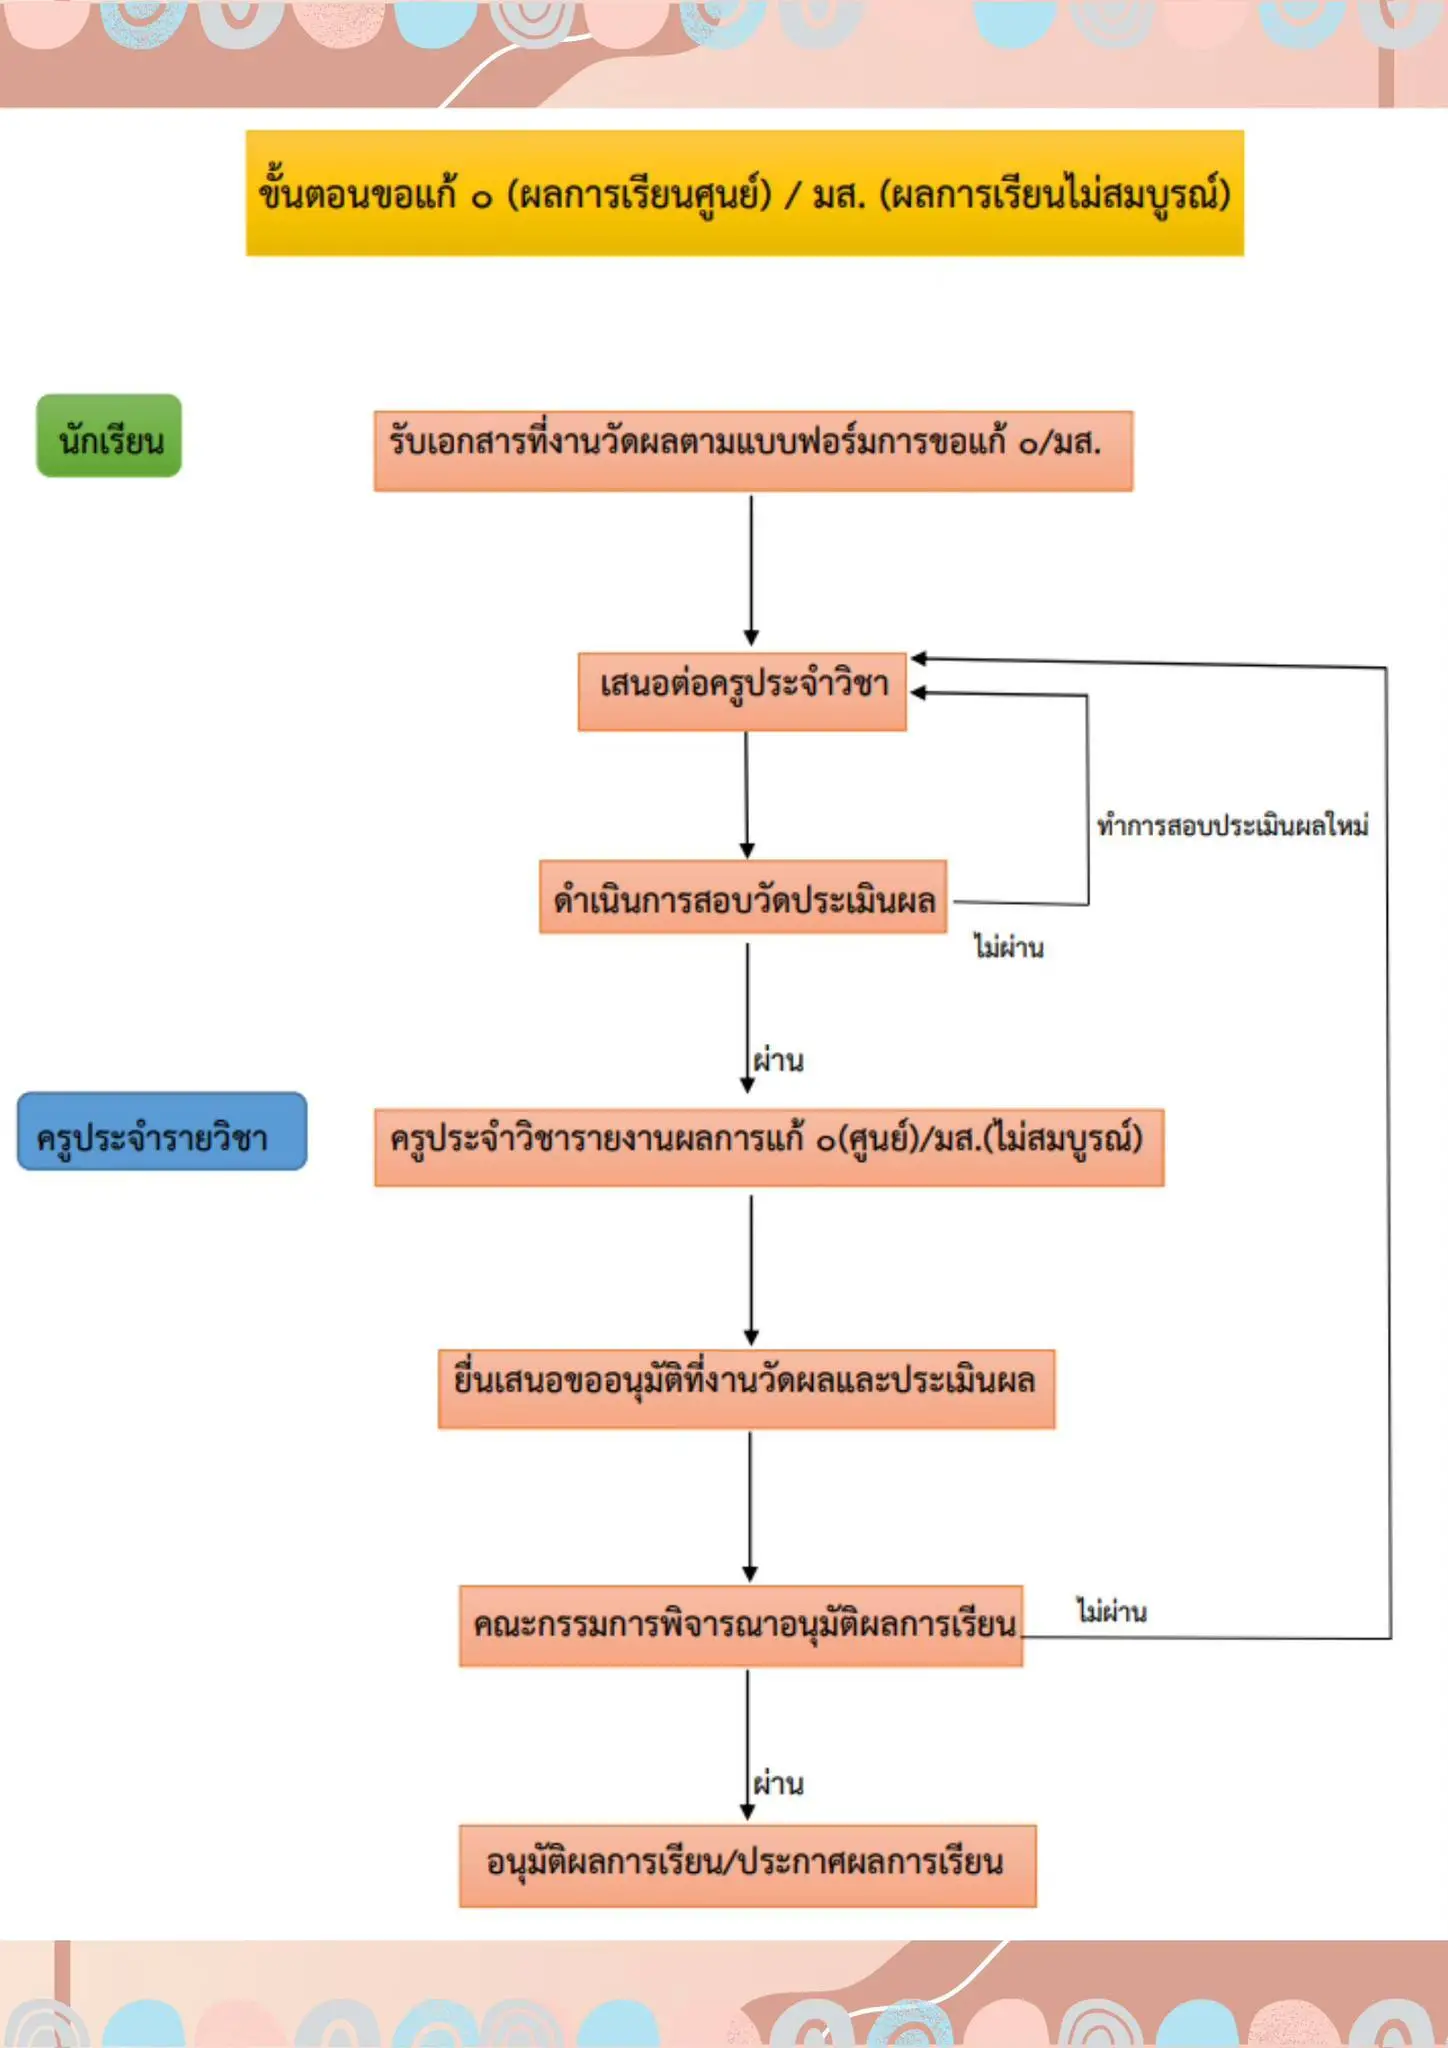 ขั้นตอนขอแก้ ๐ (ผลการเรียนศูนย์) / มส. (ผลการเรียนไม่สมบูรณ์)
นักเรียน
รับเอกสารที่งานวัดผลตามแบบฟอร์มการขอแก้ ๐/มส.
เสนอต่อครูประจำวิชา
ทำการสอบประเมินผลใหม่
ดำเนินการสอบวัดประเมินผล
ไม่ผ่าน
ผ่าน
ครูประจำรายวิชา
ครูประจำวิชารายงานผลการแก้ ๐(ศูนย์)/มส.(ไม่สมบูรณ์)
ยื่นเสนอขออนุมัติที่งานวัดผลและประเมินผล
คณะกรรมการพิจารณาอนุมัติผลการเรียน
ไม่ผ่าน
ผ่าน
อนุมัติผลการเรียน/ประกาศผลการเรียน